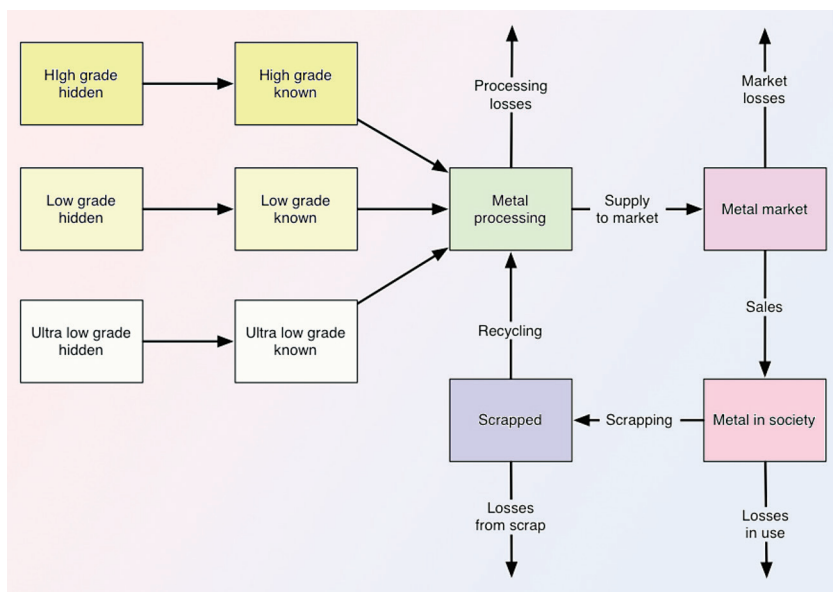 HIgh grade
hidden
High grade
known
Processing
losses
Market
losses
Low grade
hidden
Low grade
known
Metal
processing
Supply
to market
Metal market
Sales
Ultra low grade
hidden
Ultra low grade
known
Recycling
Scrapped
Scrapping
Metal in society
Losses
from scrap
Losses
in use